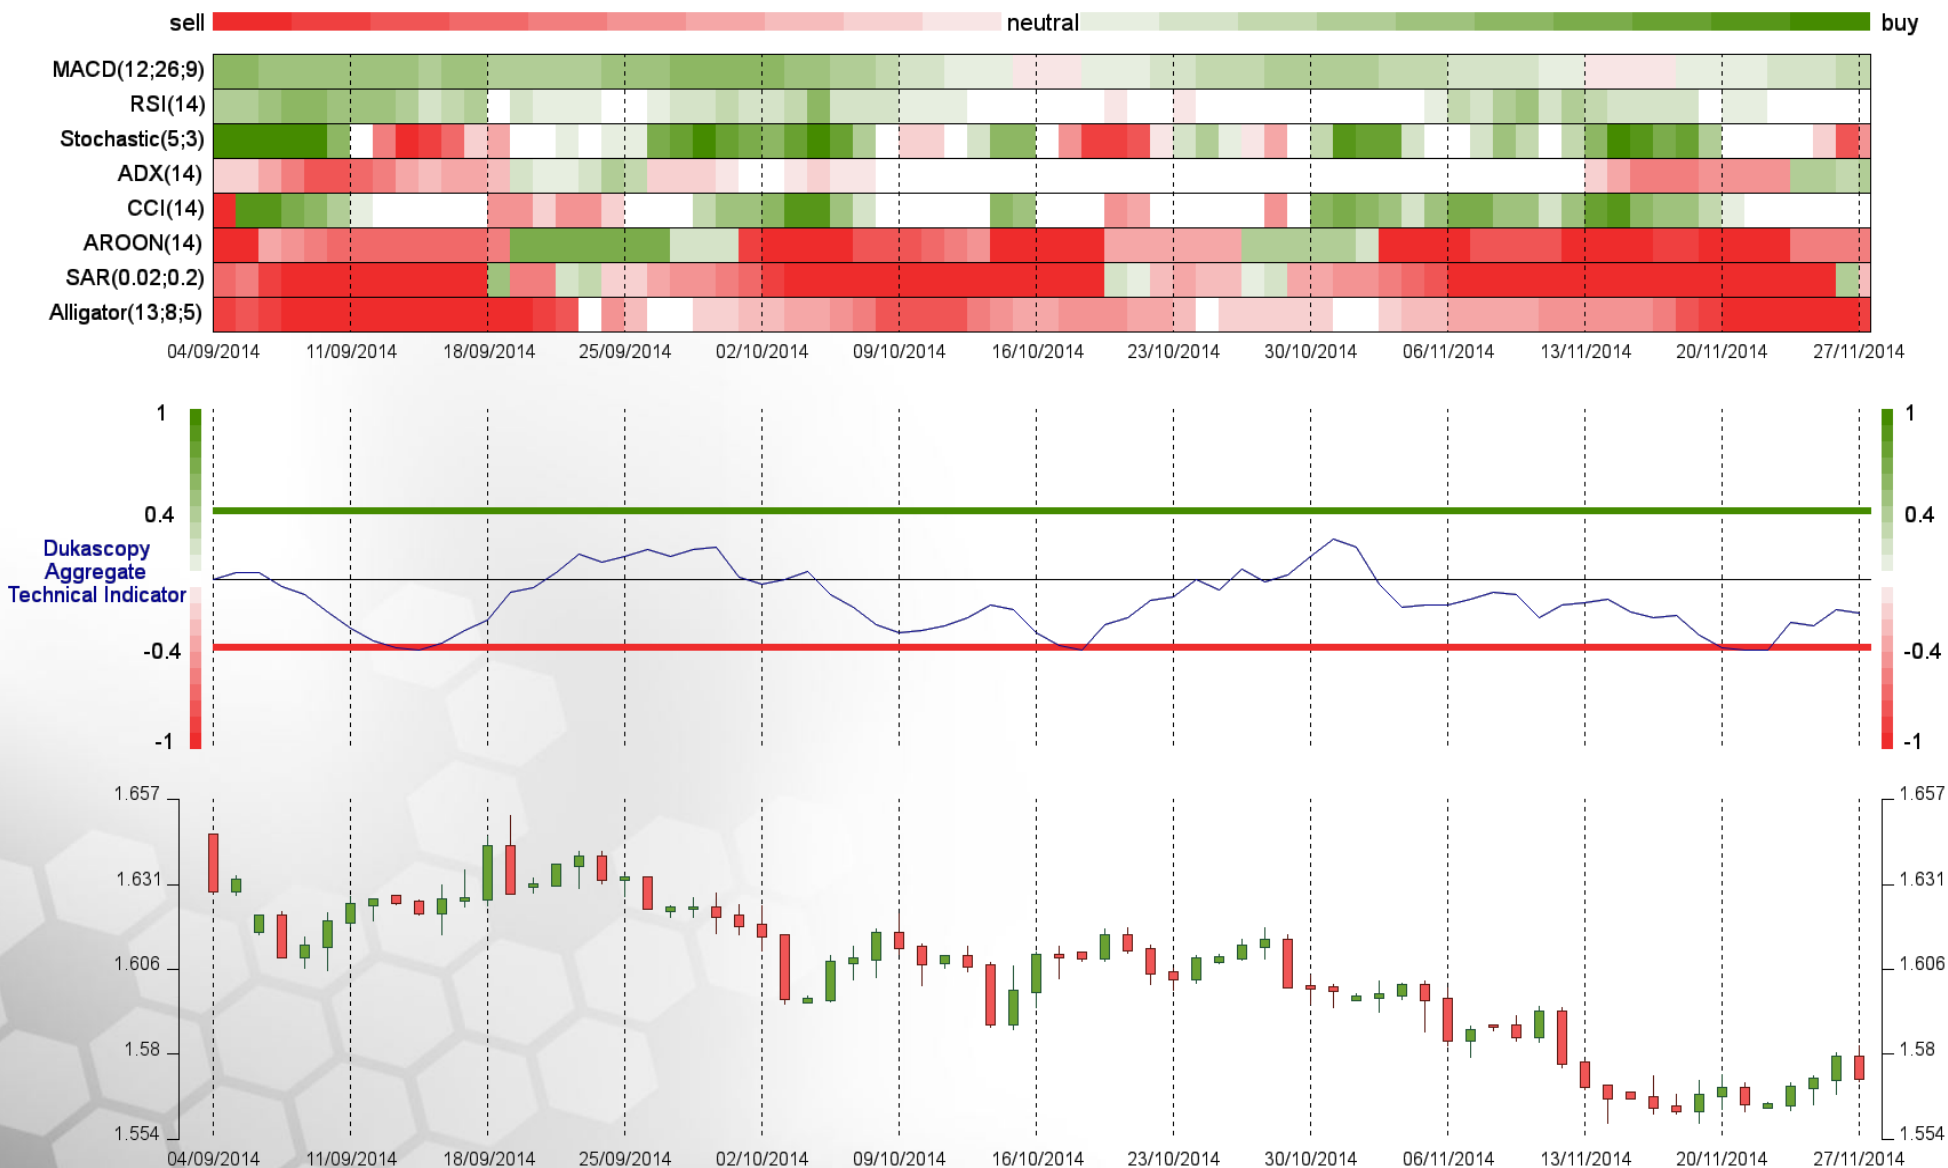 sell neutral buy
MACD(12;26;9)
RSI(14)
Stochastic(5;3)
ADX(14)
CCI(14)
AROON(14)
SAR(0.02;0.2)
Alligator(13;8;5)
04/09/2014 11/09/2014 18/09/2014 25/09/2014 02/10/2014 09/10/2014 16/10/2014 23/10/2014 30/10/2014 06/11/2014 13/11/2014 20/11/2014 27/11/2014
1 1
0.4 0.4
Dukascopy
Aggregate
Technical Indicator
-0.4 -0.4
-1 -1
1.657 1.657
1.631 1.631
1.606 1.606
1.58 1.58
1.554 1.554
04/09/2014 11/09/2014 18/09/2014 25/09/2014 02/10/2014 09/10/2014 16/10/2014 23/10/2014 30/10/2014 06/11/2014 13/11/2014 20/11/2014 27/11/2014